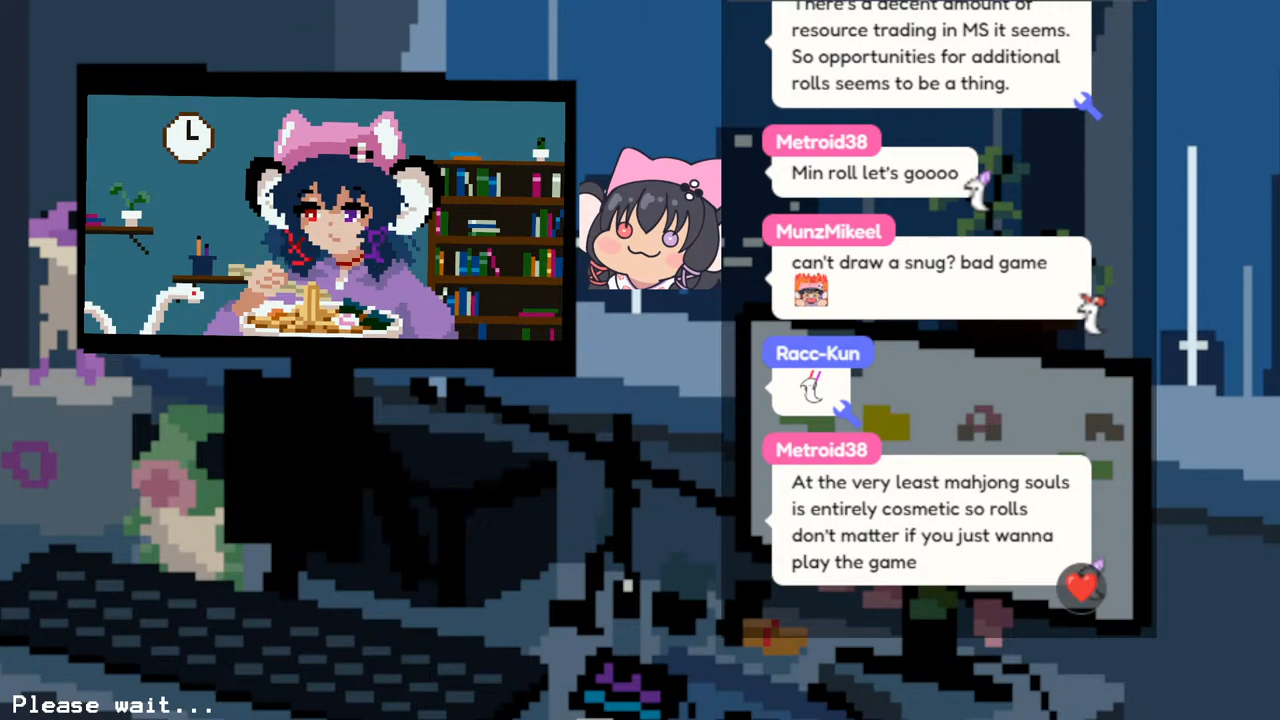 There's a decent amount of
resource trading in MS it seems.
So opportunities for additional
rolls seems to be a thing.
Metroid38
Min roll let's goooo
MunzMikeel
can't draw a snug? bad game
Racc-Kun
Metroid38
At the very least mahjong souls
is entirely cosmetic so rolls
don't matter if you just wanna
play the game
Please wait...